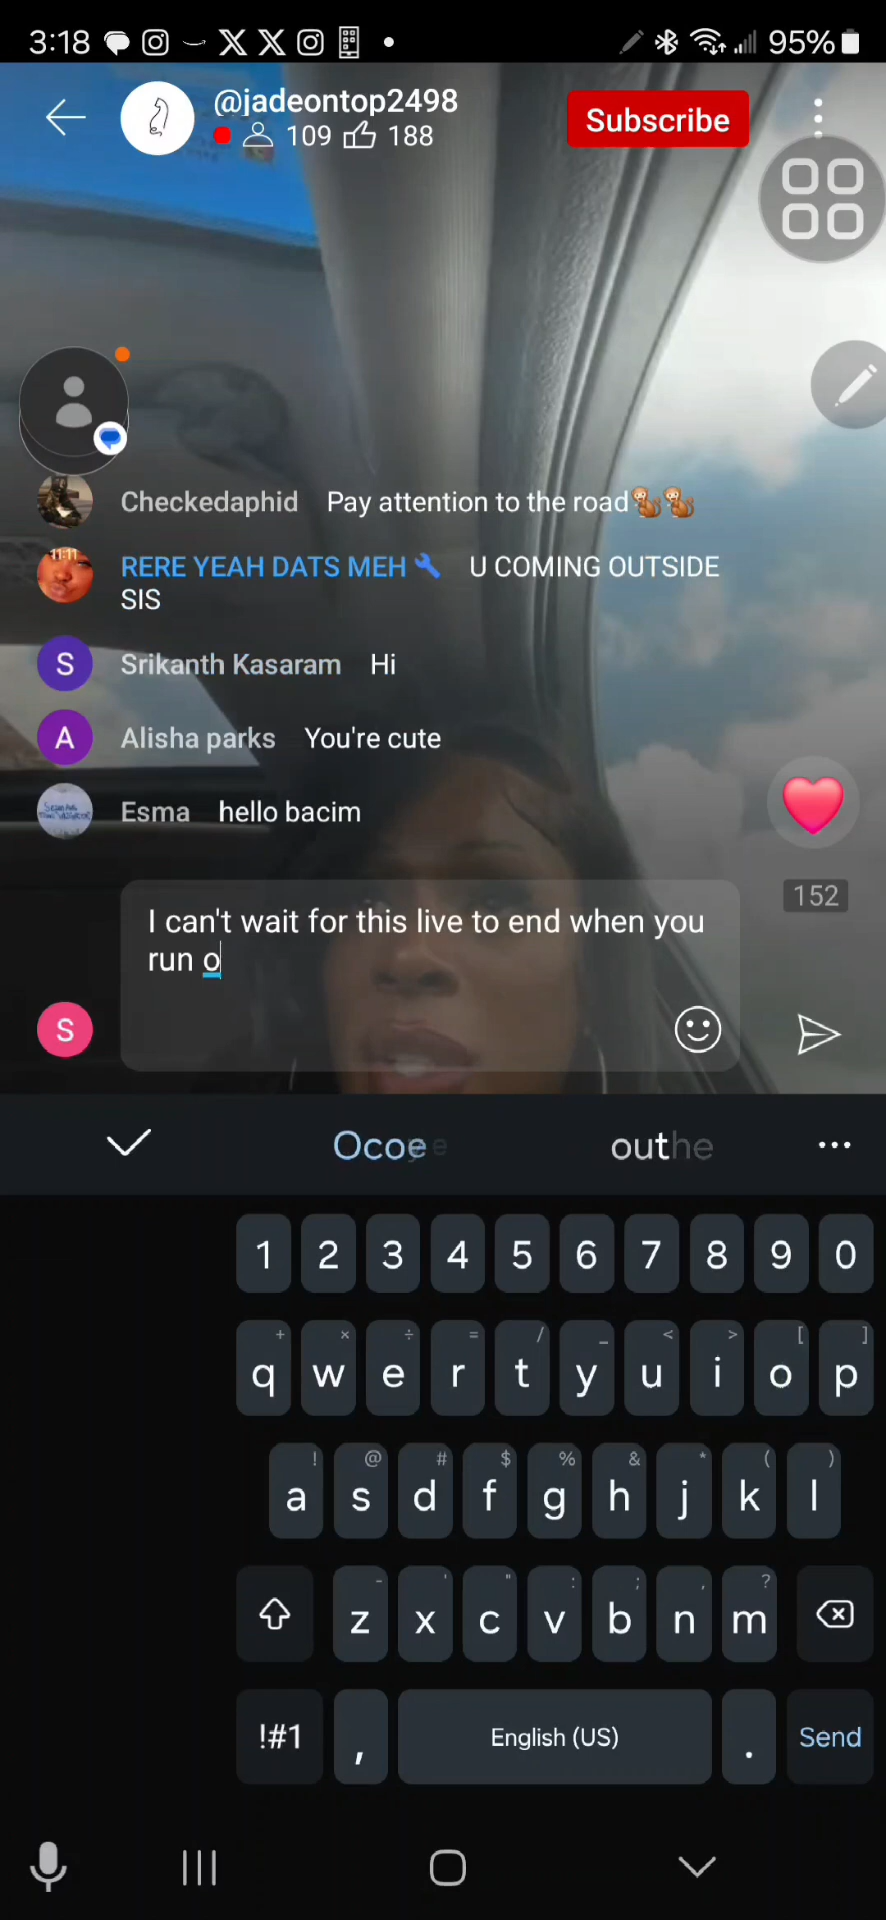 3:18
95%
@jadeontop2498
109 188
Subscribe
Checkedaphid Pay attention to the road
11:11
RERE YEAH DATS MEH U COMING OUTSIDE
SIS
S Srikanth Kasaram Hi
A Alisha parks You're cute
Esma hello bacim
152
I can't wait for this live to end when you
run o
S
Ocoe
out
...
1 2 3 4 5 6 7 8 9 0
+ × ÷ = / _ < > [ ]
q w e r t y u i o p
! @ # $ % & * ( )
a s d f g h j k l
- ' " : ; , ?
z x c v b n m
!#1 , English (US) . Send